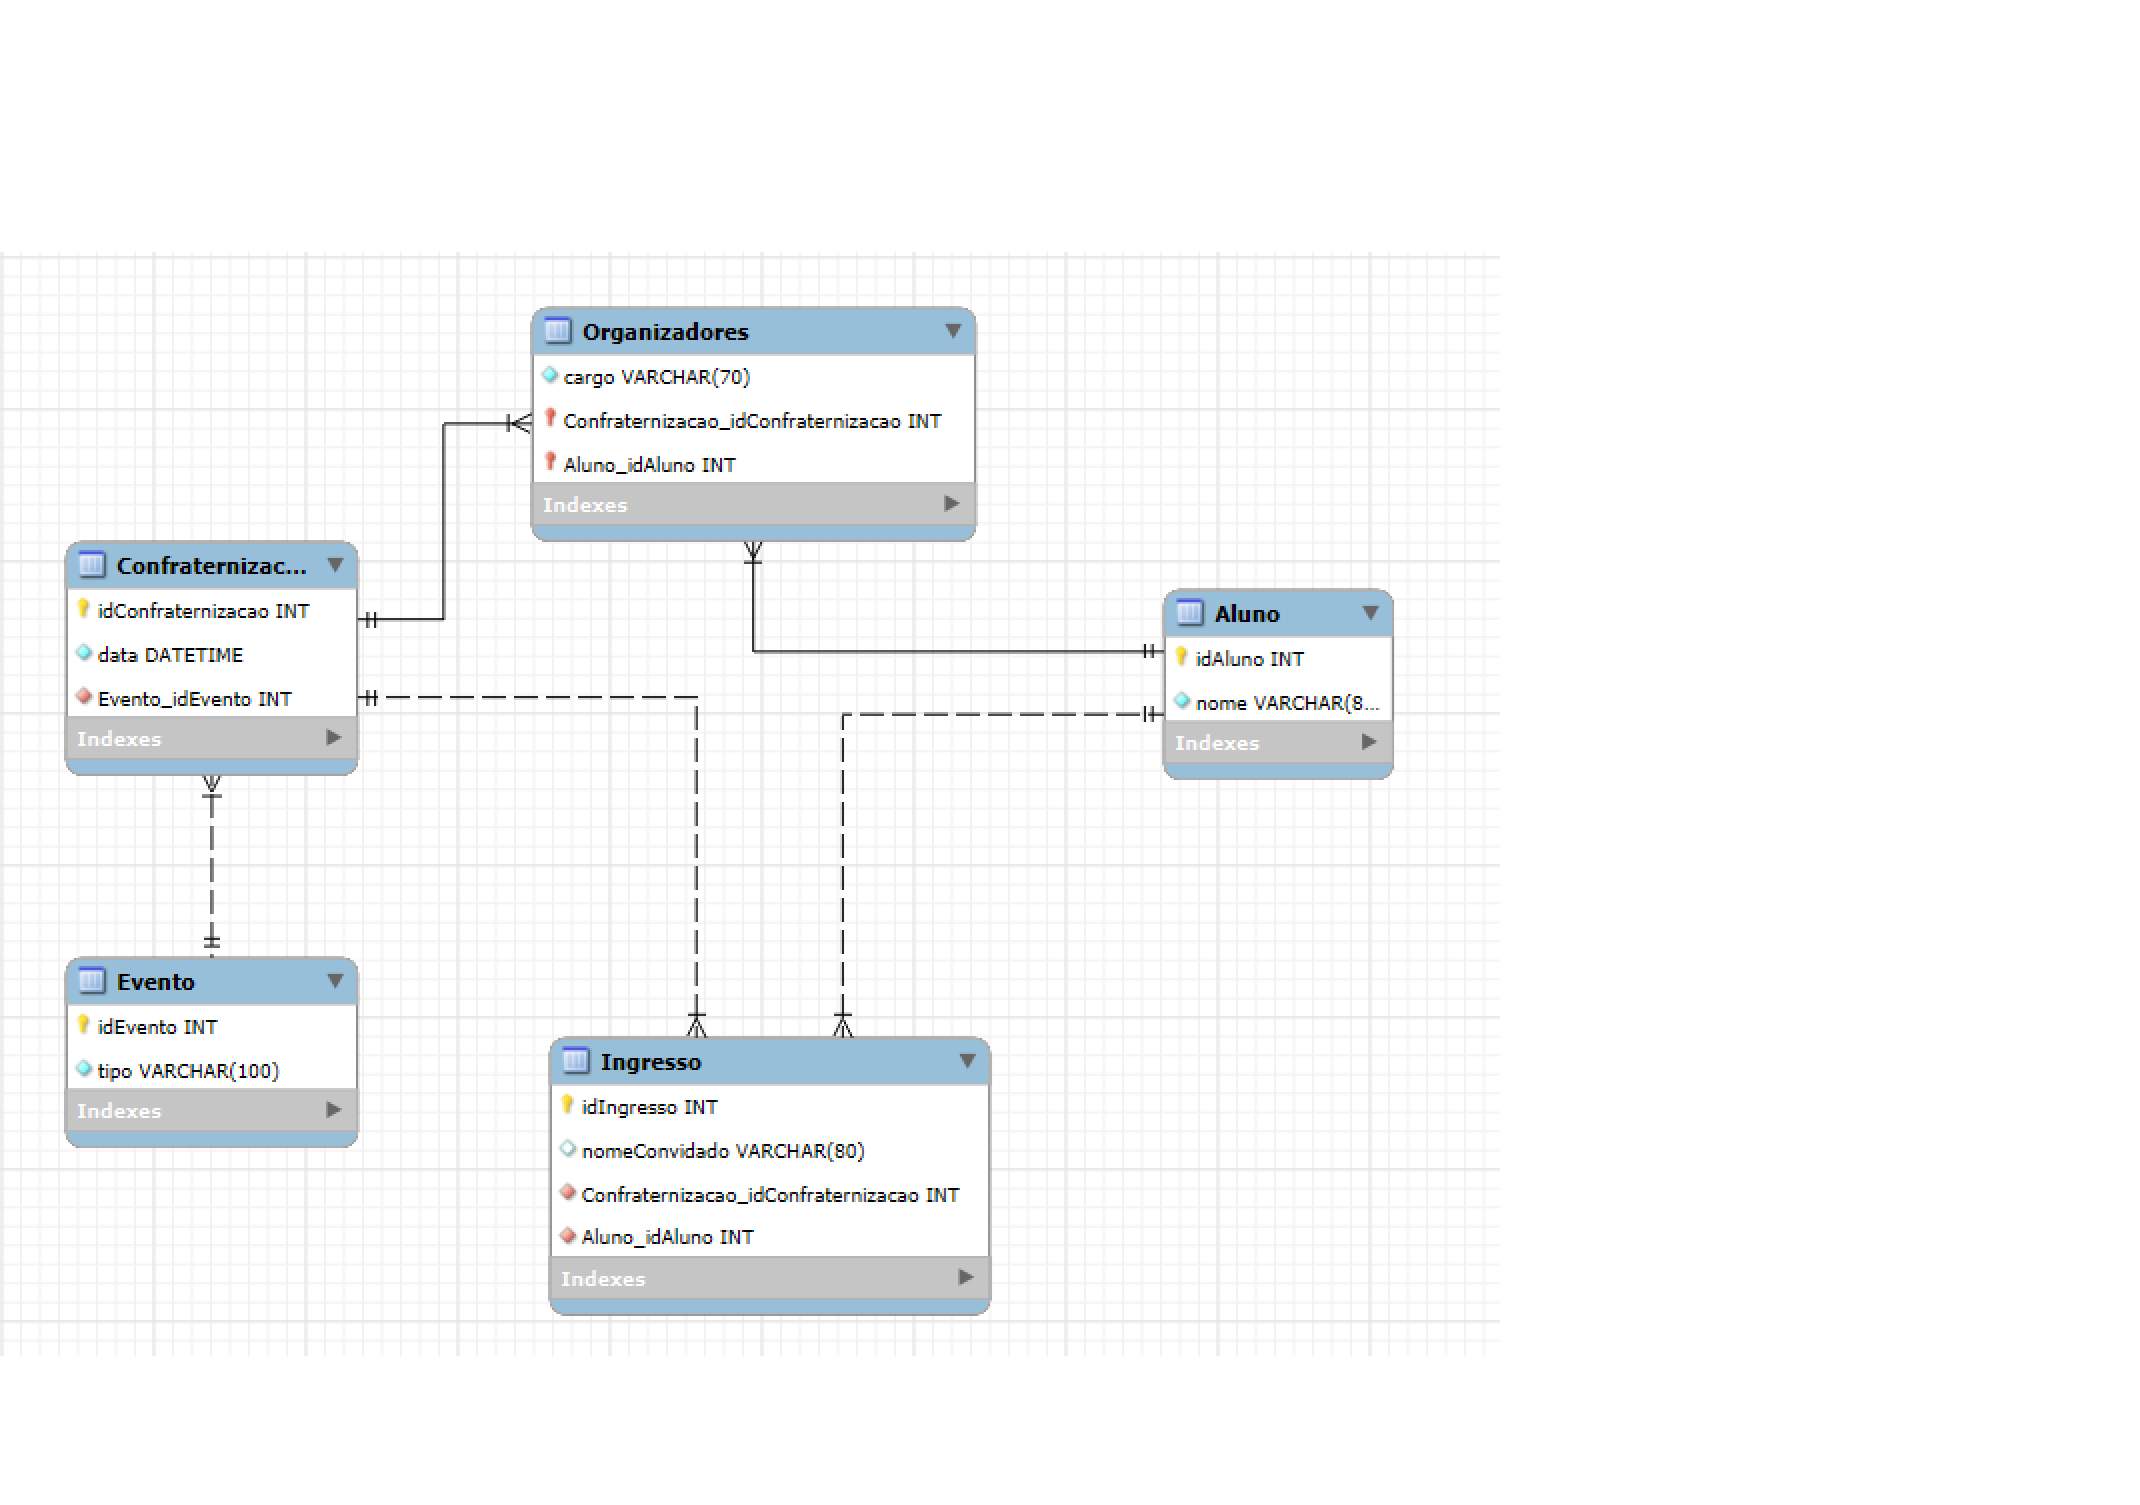 Organizadores
cargo VARCHAR(70)
Confraternizacao_idConfraternizacao INT
Aluno_idAluno INT
Indexes
Confraternizac...
idConfraternizacao INT
data DATETIME
Evento_idEvento INT
Indexes
Aluno
idAluno INT
nome VARCHAR(8...
Indexes
Evento
idEvento INT
tipo VARCHAR(100)
Indexes
Ingresso
idIngresso INT
nomeConvidado VARCHAR(80)
Confraternizacao_idConfraternizacao INT
Aluno_idAluno INT
Indexes